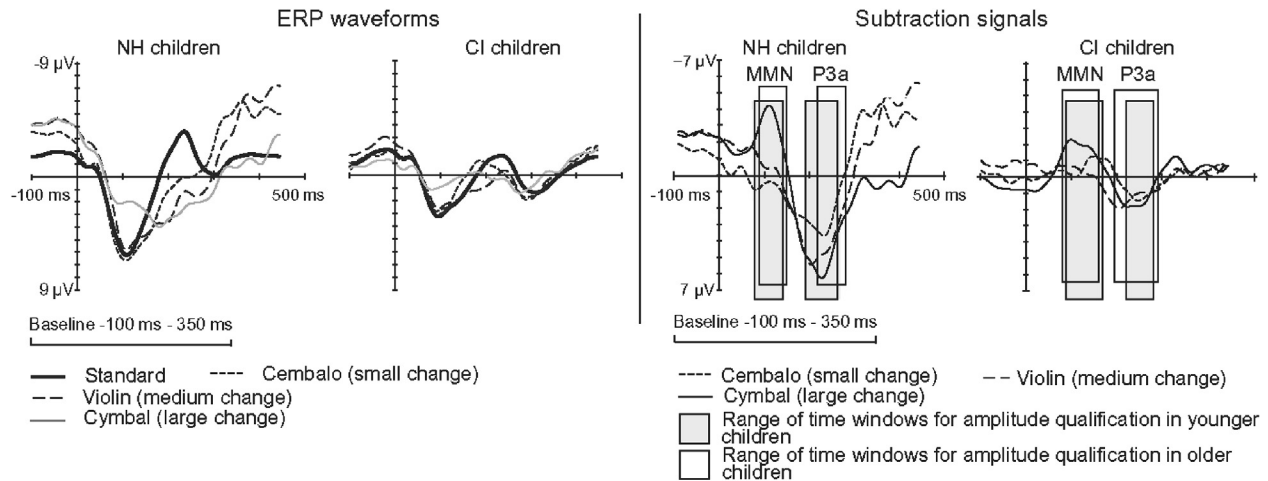 ERP waveforms
NH children
CI children
-9 µV
-100 ms
500 ms
9 µV
Baseline -100 ms - 350 ms
Standard
Cembalo (small change)
Violin (medium change)
Cymbal (large change)
Subtraction signals
NH children
CI children
MMN
P3a
MMN
P3a
-7 µV
-100 ms
500 ms
7 µV
Baseline -100 ms - 350 ms
Cembalo (small change)
Violin (medium change)
Cymbal (large change)
Range of time windows for amplitude qualification in younger
children
Range of time windows for amplitude qualification in older
children